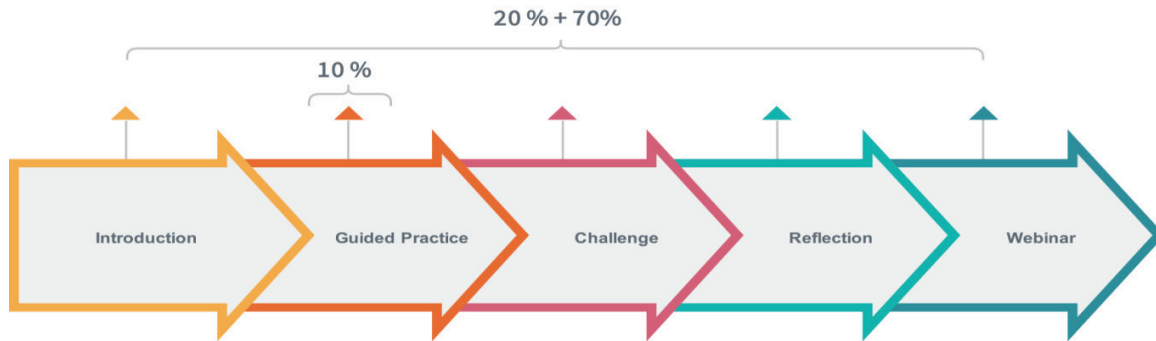 20 % + 70%
10 %
Introduction
Guided Practice
Challenge
Reflection
Webinar